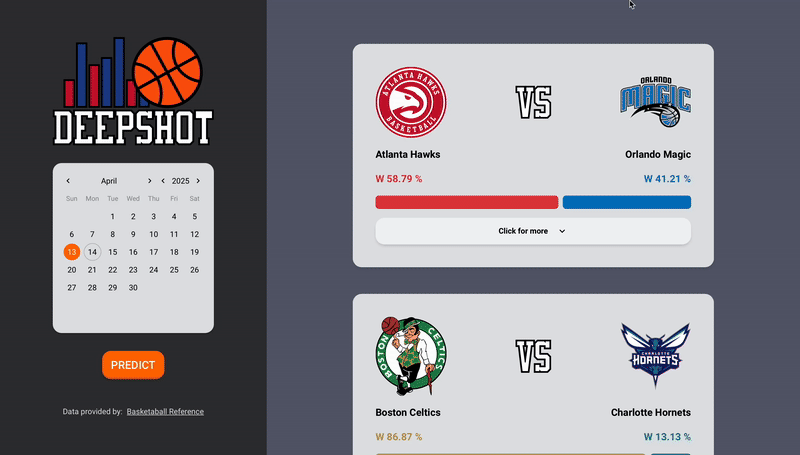 DEEPSHOT
April 2025
Sun Mon Tue Wed Thu Fri Sat
1 2 3 4 5
6 7 8 9 10 11 12
13 14 15 16 17 18 19
20 21 22 23 24 25 26
27 28 29 30
PREDICT
Data provided by: Basketaball Reference
ATLANTA HAWKS
BASKETBALL
VS
ORLANDO
MAGIC
Atlanta Hawks Orlando Magic
W 58.79 % W 41.21 %
Click for more
BOSTON
CELTICS
VS
CHARLOTTE
HORNETS
Boston Celtics Charlotte Hornets
W 86.87 % W 13.13 %